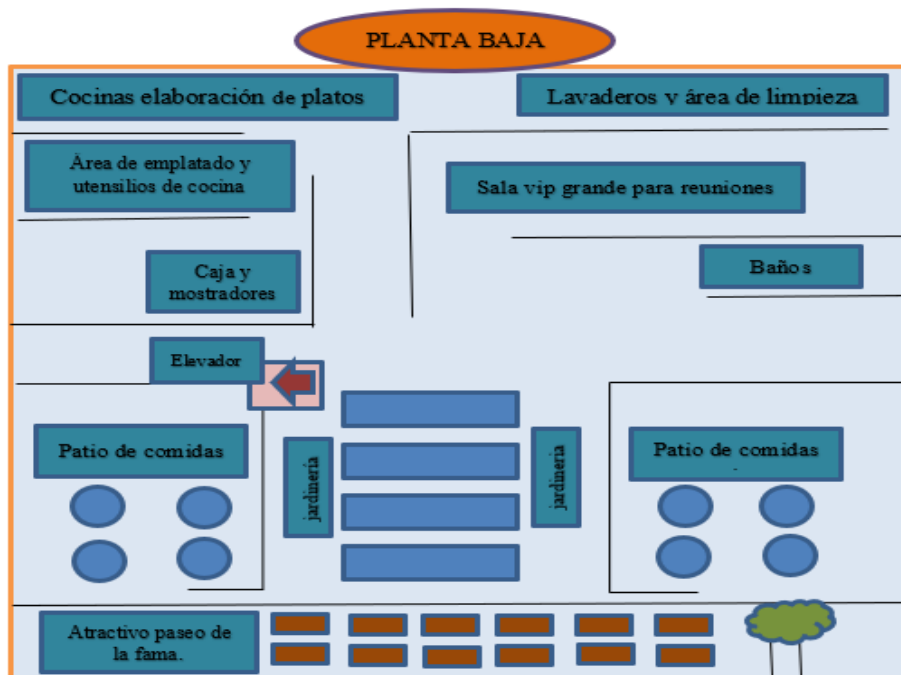 PLANTA BAJA
Cocinas elaboración de platos
Lavaderos y área de limpieza
Área de emplatado y
utensilios de cocina
Sala vip grande para reuniones
Caja y
mostradores
Baños
Elevador
Patio de comidas
jardinería
jardinería
Patio de comidas
.
Atractivo paseo de
la fama.